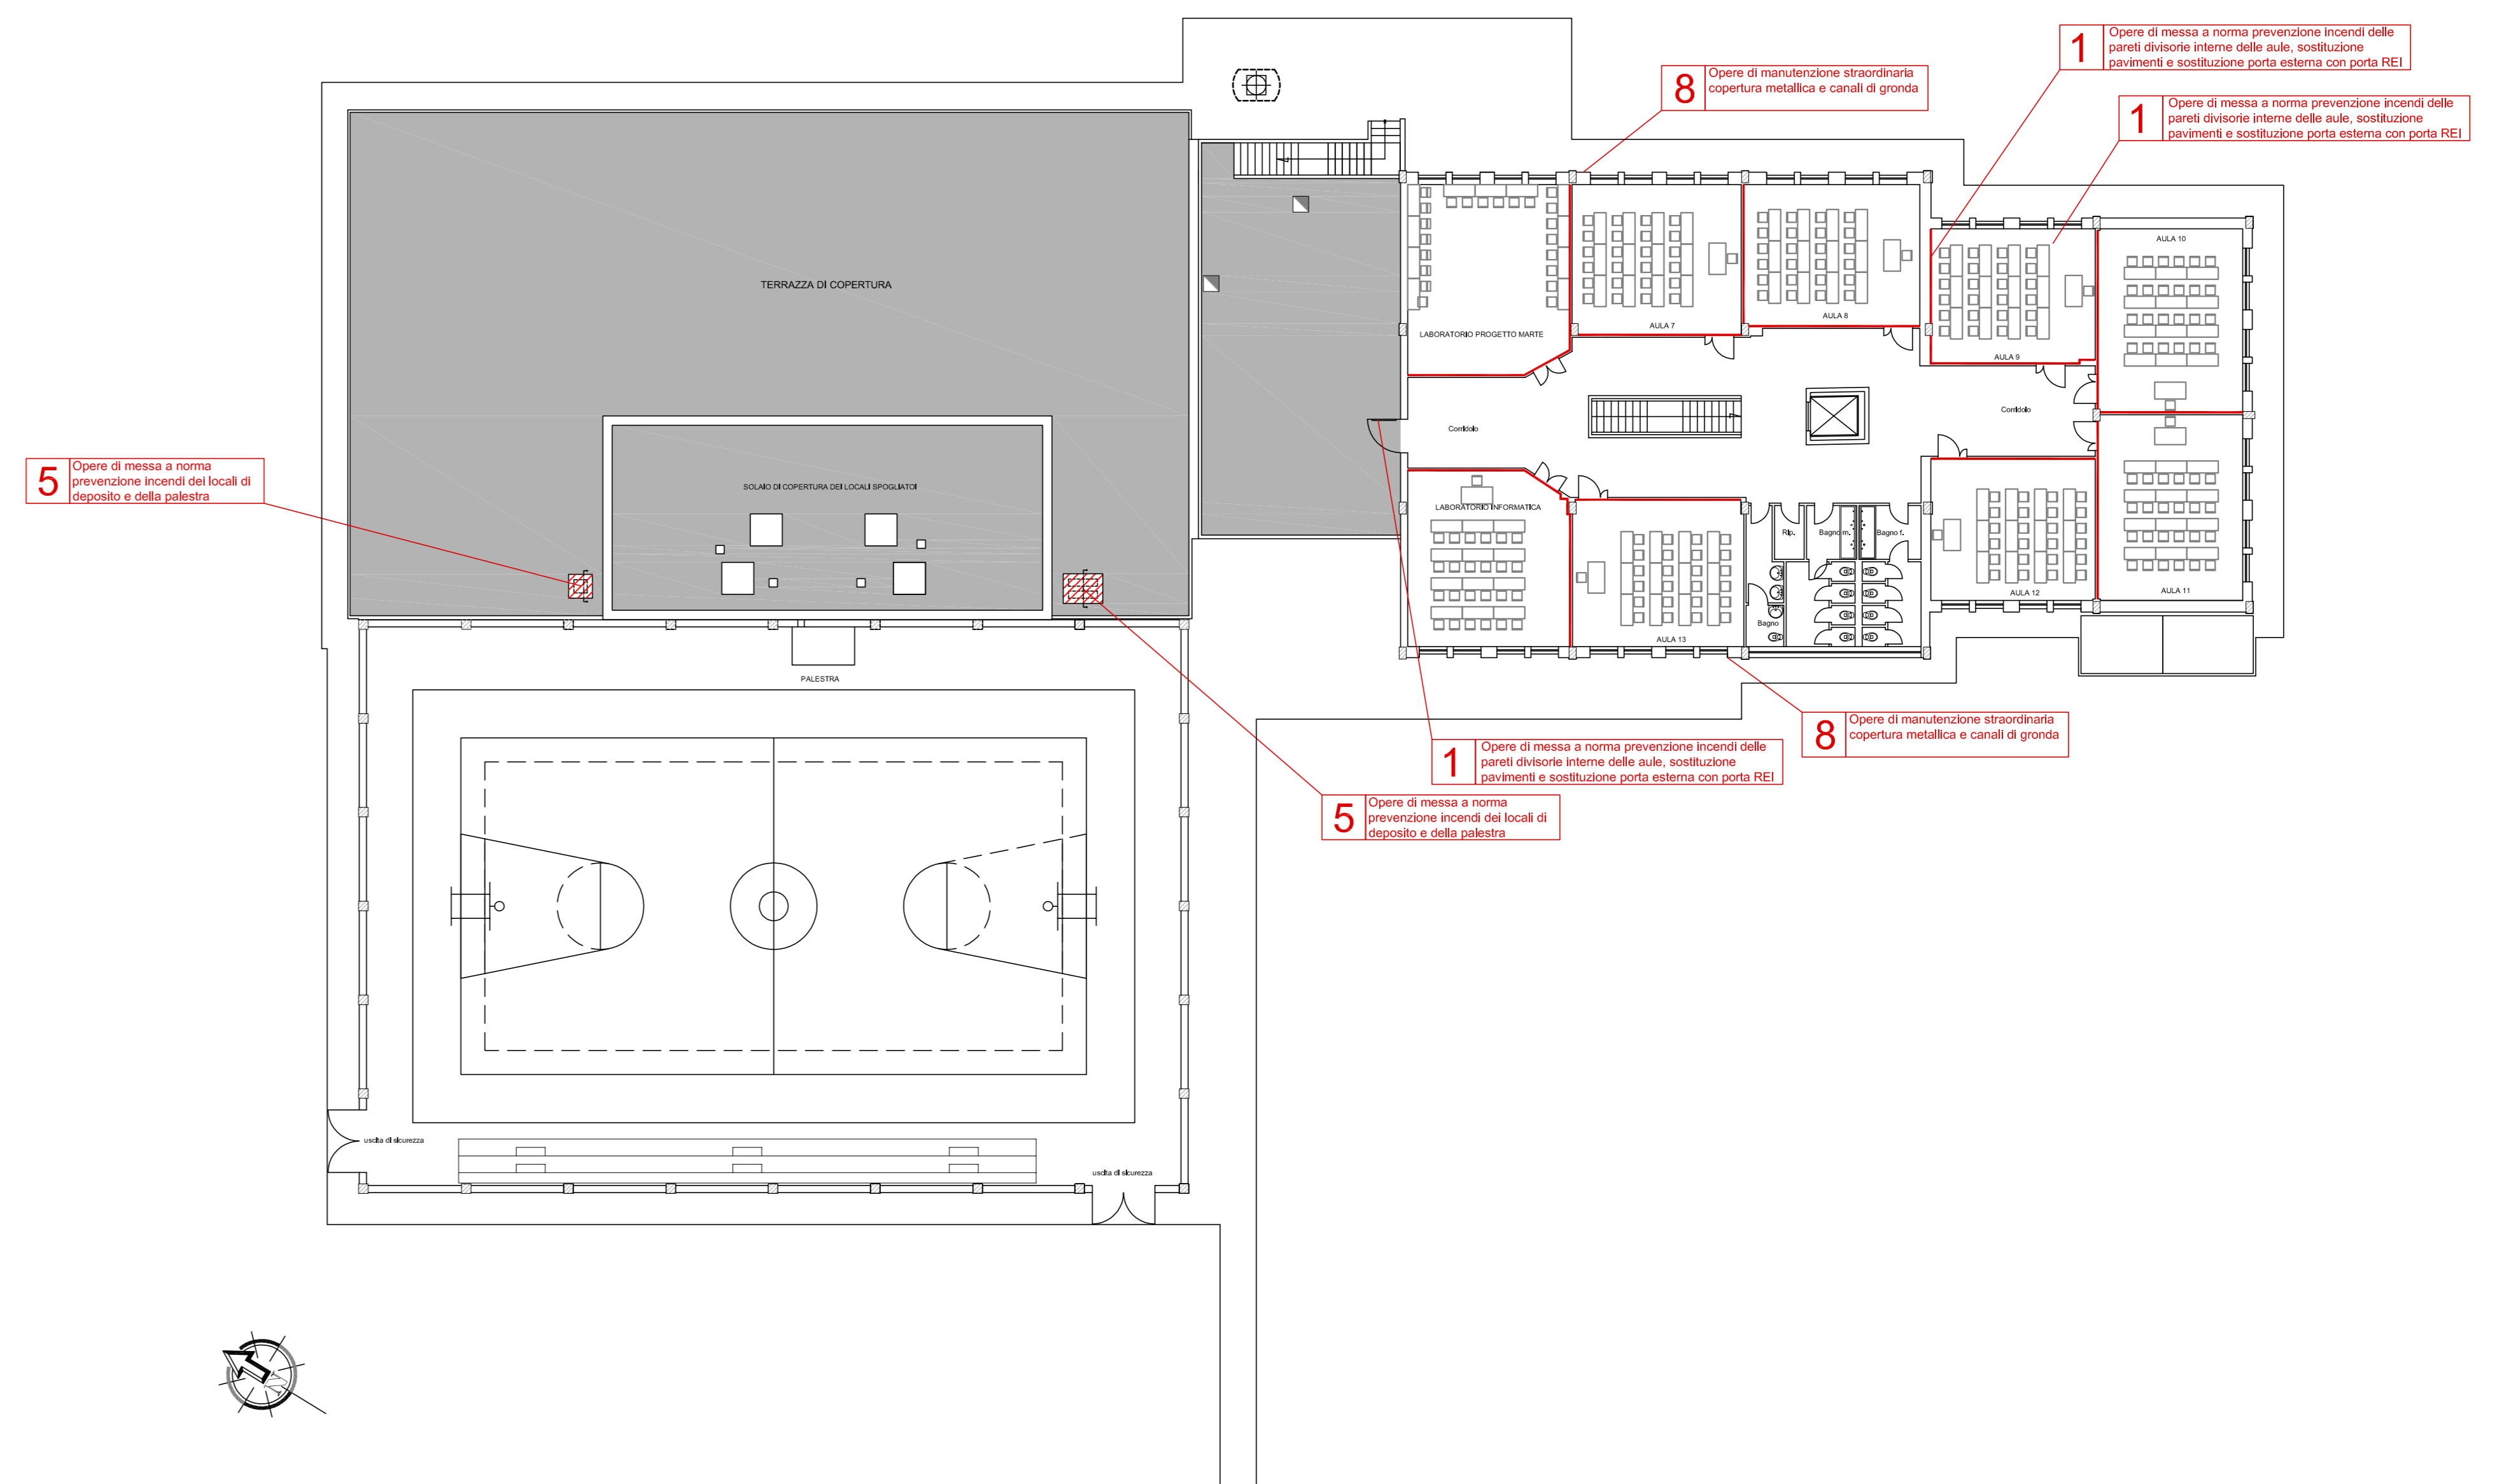 1
Opere di messa a norma prevenzione incendi delle
pareti divisorie interne delle aule, sostituzione
pavimenti e sostituzione porta esterna con porta REI
8
Opere di manutenzione straordinaria
copertura metallica e canali di gronda
1
Opere di messa a norma prevenzione incendi delle
pareti divisorie interne delle aule, sostituzione
pavimenti e sostituzione porta esterna con porta REI
AULA 10
TERRAZZA DI COPERTURA
LABORATORIO PROGETTO MARTE
AULA 7
AULA 8
AULA 9
Corridoio
Corridoio
5
Opere di messa a norma
prevenzione incendi dei locali di
deposito e della palestra
SOLAIO DI COPERTURA DEI LOCALI SPOGLIATOI
LABORATORIO INFORMATICA
Rip.
Bagno m.
Bagno f.
AULA 12
AULA 11
Bagno
AULA 13
PALESTRA
8
Opere di manutenzione straordinaria
copertura metallica e canali di gronda
1
Opere di messa a norma prevenzione incendi delle
pareti divisorie interne delle aule, sostituzione
pavimenti e sostituzione porta esterna con porta REI
5
Opere di messa a norma
prevenzione incendi dei locali di
deposito e della palestra
uscita di sicurezza
uscita di sicurezza
N